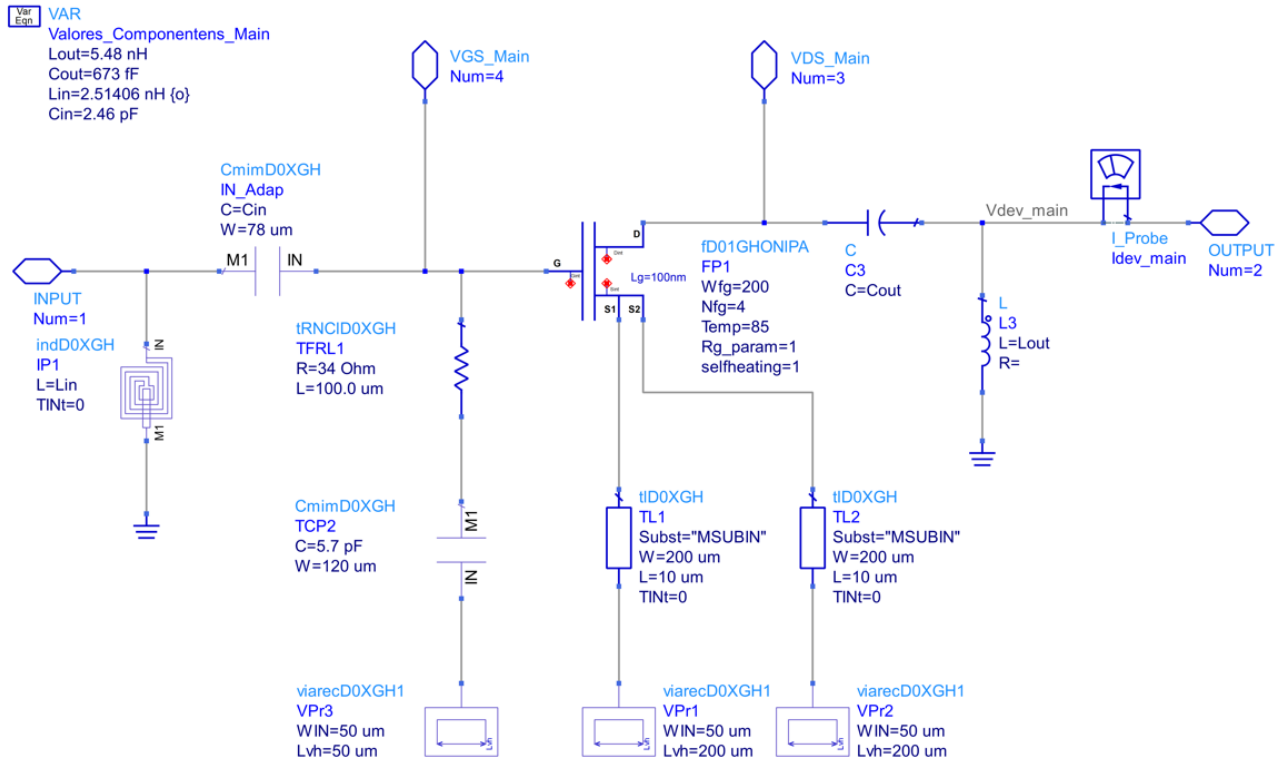 Var
Eqn
VAR
Valores_Componentens_Main
Lout=5.48 nH
Cout=673 fF
Lin=2.51406 nH {o}
Cin=2.46 pF
VGS_Main
Num=4
VDS_Main
Num=3
CmimD0XGH
IN_Adap
C=Cin
W=78 um
M1
IN
INPUT
Num=1
indD0XGH
IP1
L=Lin
TINt=0
IN
M1
tRNClD0XGH
TFRL1
R=34 Ohm
L=100.0 um
G
D
S1
S2
Lg=100nm
fD01GHONIPA
FP1
Wfg=200
Nfg=4
Temp=85
Rg_param=1
selfheating=1
C
C3
C=Cout
Vdev_main
I_Probe
Idev_main
OUTPUT
Num=2
L
L3
L=Lout
R=
CmimD0XGH
TCP2
C=5.7 pF
W=120 um
M1
IN
tlD0XGH
TL1
Subst="MSUBIN"
W=200 um
L=10 um
TINt=0
tlD0XGH
TL2
Subst="MSUBIN"
W=200 um
L=10 um
TINt=0
viarecD0XGH1
VPr3
WIN=50 um
Lvh=50 um
viarecD0XGH1
VPr1
WIN=50 um
Lvh=200 um
viarecD0XGH1
VPr2
WIN=50 um
Lvh=200 um